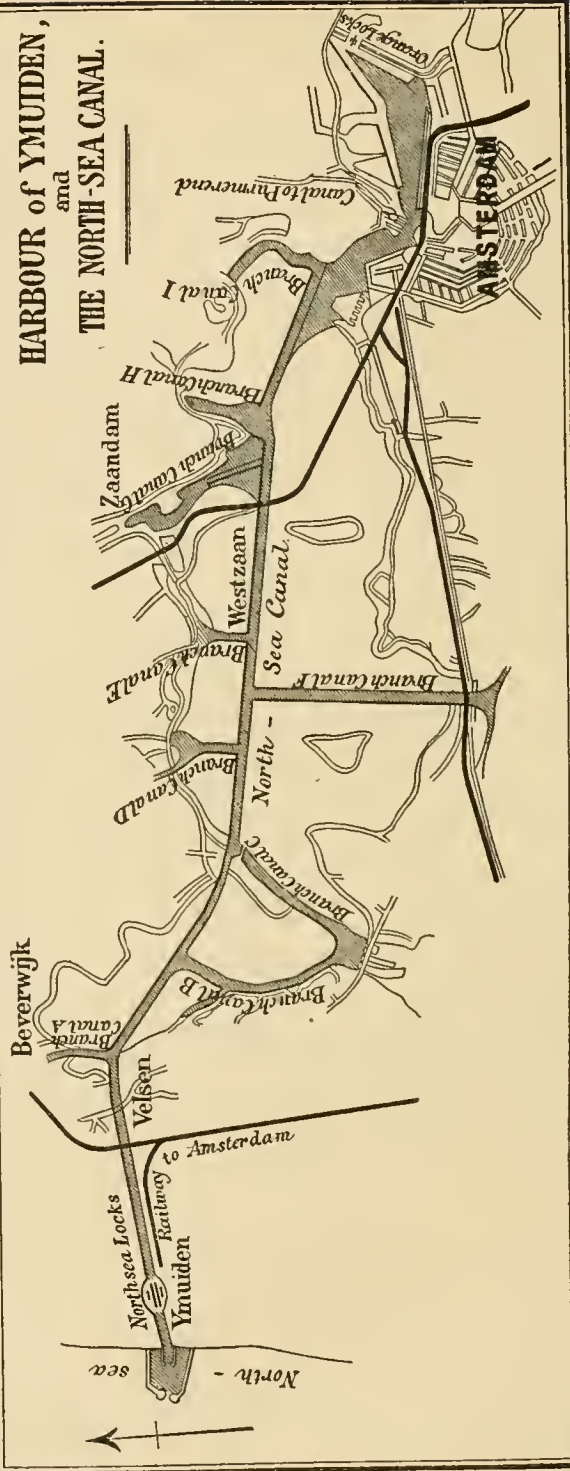 HARBOUR of YMUIDEN,
and
THE NORTH-SEA CANAL.
Orange Locks
Canal to Purmerend
AMSTERDAM
Branch Canal I
Branch Canal H
Zaandam
Branch Canal G
Westzaan
Branch Canal E
Branch Canal F
Branch Canal D
North - Sea Canal.
Branch Canal C
Branch Canal B
Beverwijk
Branch
Canal A
Velsen
Northsea Locks
Railway to Amsterdam
Ymuiden
North -
sea